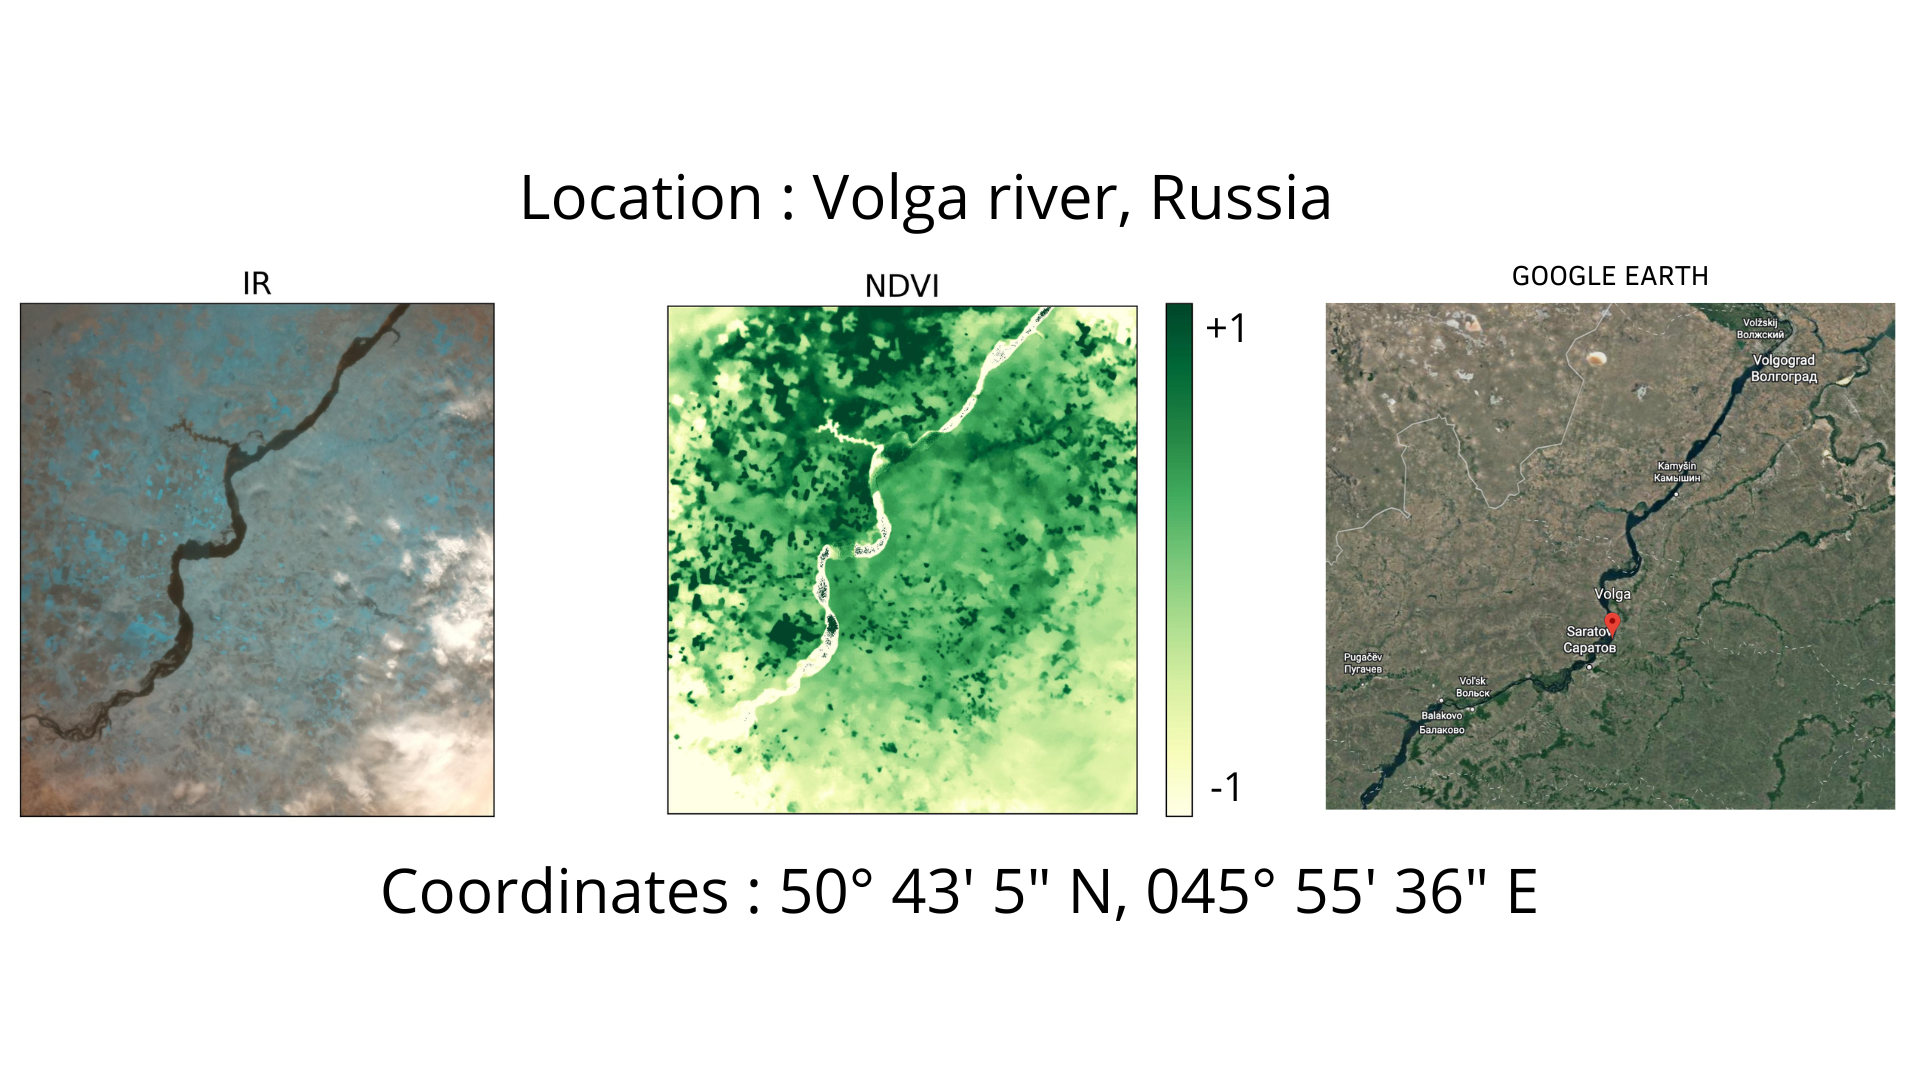 Location : Volga river, Russia
IR
NDVI
GOOGLE EARTH
+1
-1
Volžskij
Волжский
Volgograd
Волгоград
Kamyšin
Камышин
Volga
Saratov
Саратов
Pugačëv
Пугачев
Vol'sk
Вольск
Balakovo
Балаково
Coordinates : 50° 43' 5" N, 045° 55' 36" E